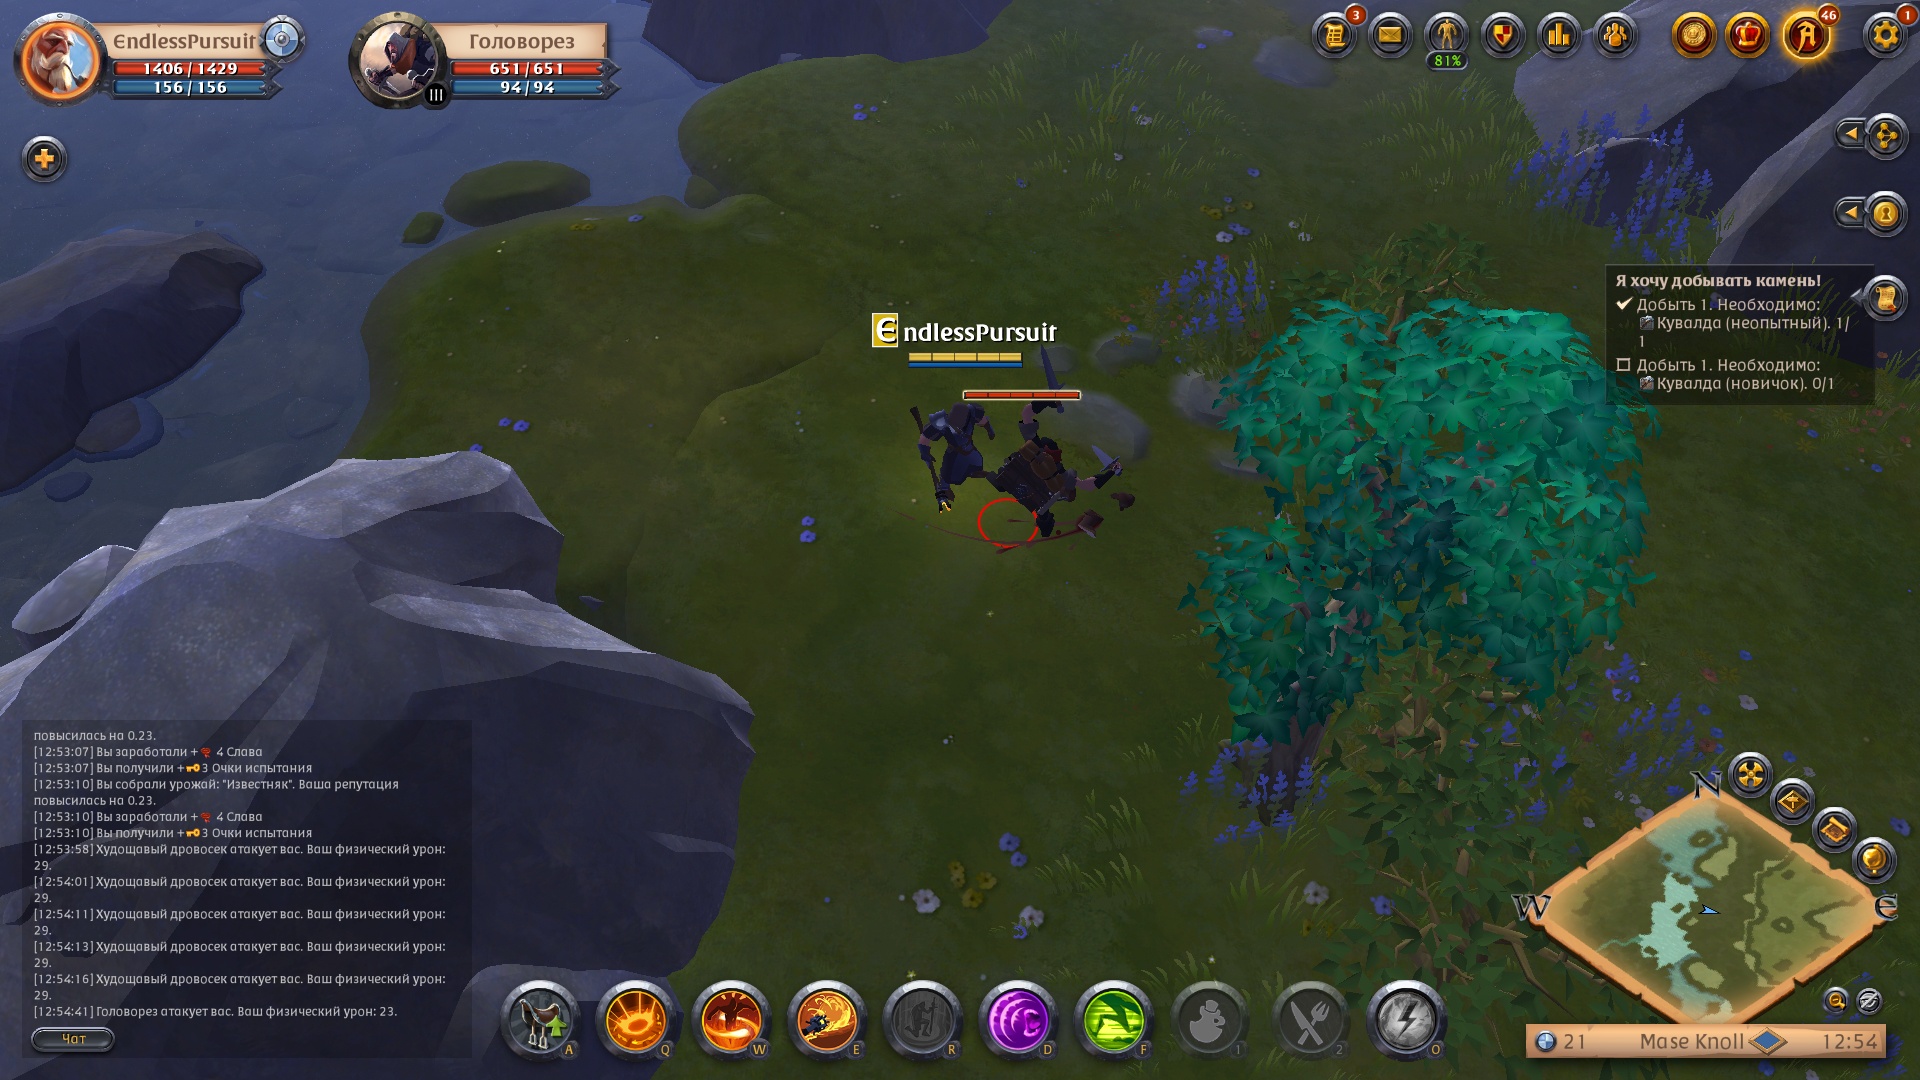 ЄndlessPursuit
1406 / 1429
156 / 156
Головорез
651 / 651
94 / 94
III
3
81%
46
1
Я хочу добывать камень!
Добыть 1. Необходимо:
Кувалда (неопытный). 1/
1
Добыть 1. Необходимо:
Кувалда (новичок). 0/1
ЄndlessPursuit
повысилась на 0.23.
[12:53:07] Вы заработали + 4 Слава
[12:53:07] Вы получили + 3 Очки испытания
[12:53:10] Вы собрали урожай: "Известняк". Ваша репутация
повысилась на 0.23.
[12:53:10] Вы заработали + 4 Слава
[12:53:10] Вы получили + 3 Очки испытания
[12:53:58] Худощавый дровосек атакует вас. Ваш физический урон:
29.
[12:54:01] Худощавый дровосек атакует вас. Ваш физический урон:
29.
[12:54:11] Худощавый дровосек атакует вас. Ваш физический урон:
29.
[12:54:13] Худощавый дровосек атакует вас. Ваш физический урон:
29.
[12:54:16] Худощавый дровосек атакует вас. Ваш физический урон:
29.
[12:54:41] Головорез атакует вас. Ваш физический урон: 23.
Чат
A Q W E R D F 1 2 O
N
W Є
21 Mase Knoll 12:54